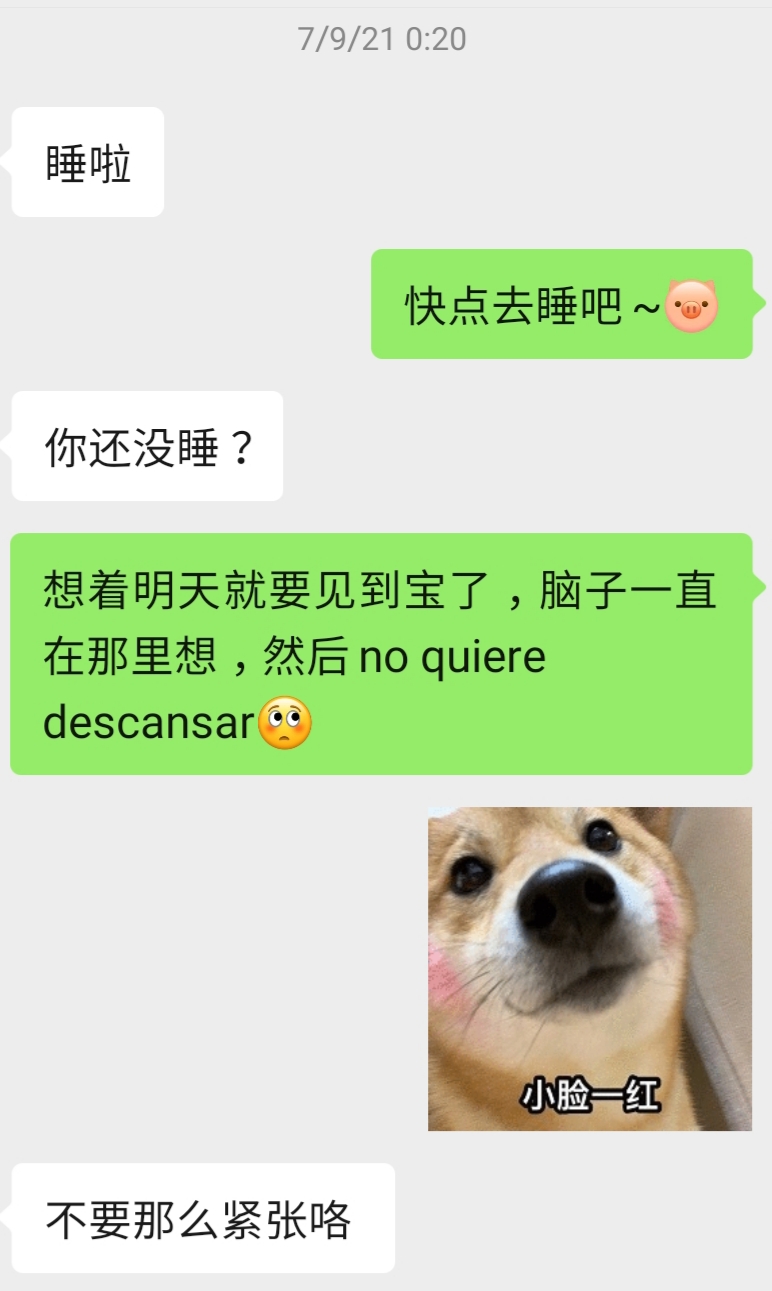 7/9/21 0:20
睡啦
快点去睡吧~🐷
你还没睡？
想着明天就要见到宝了，脑子一直
在那里想，然后 no quiere
descansar🙄
小脸一红
不要那么紧张咯